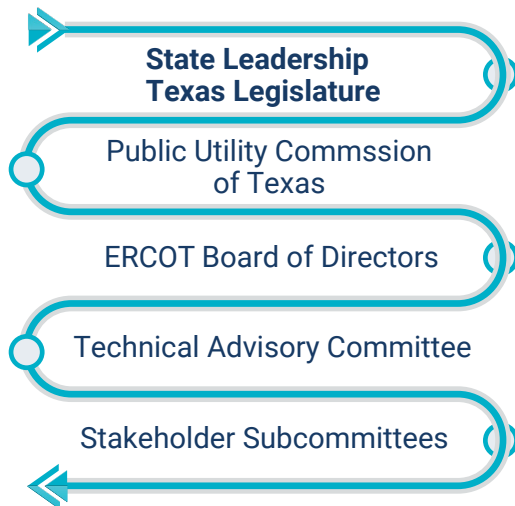 State Leadership
Texas Legislature
Public Utility Commssion
of Texas
ERCOT Board of Directors
Technical Advisory Committee
Stakeholder Subcommittees